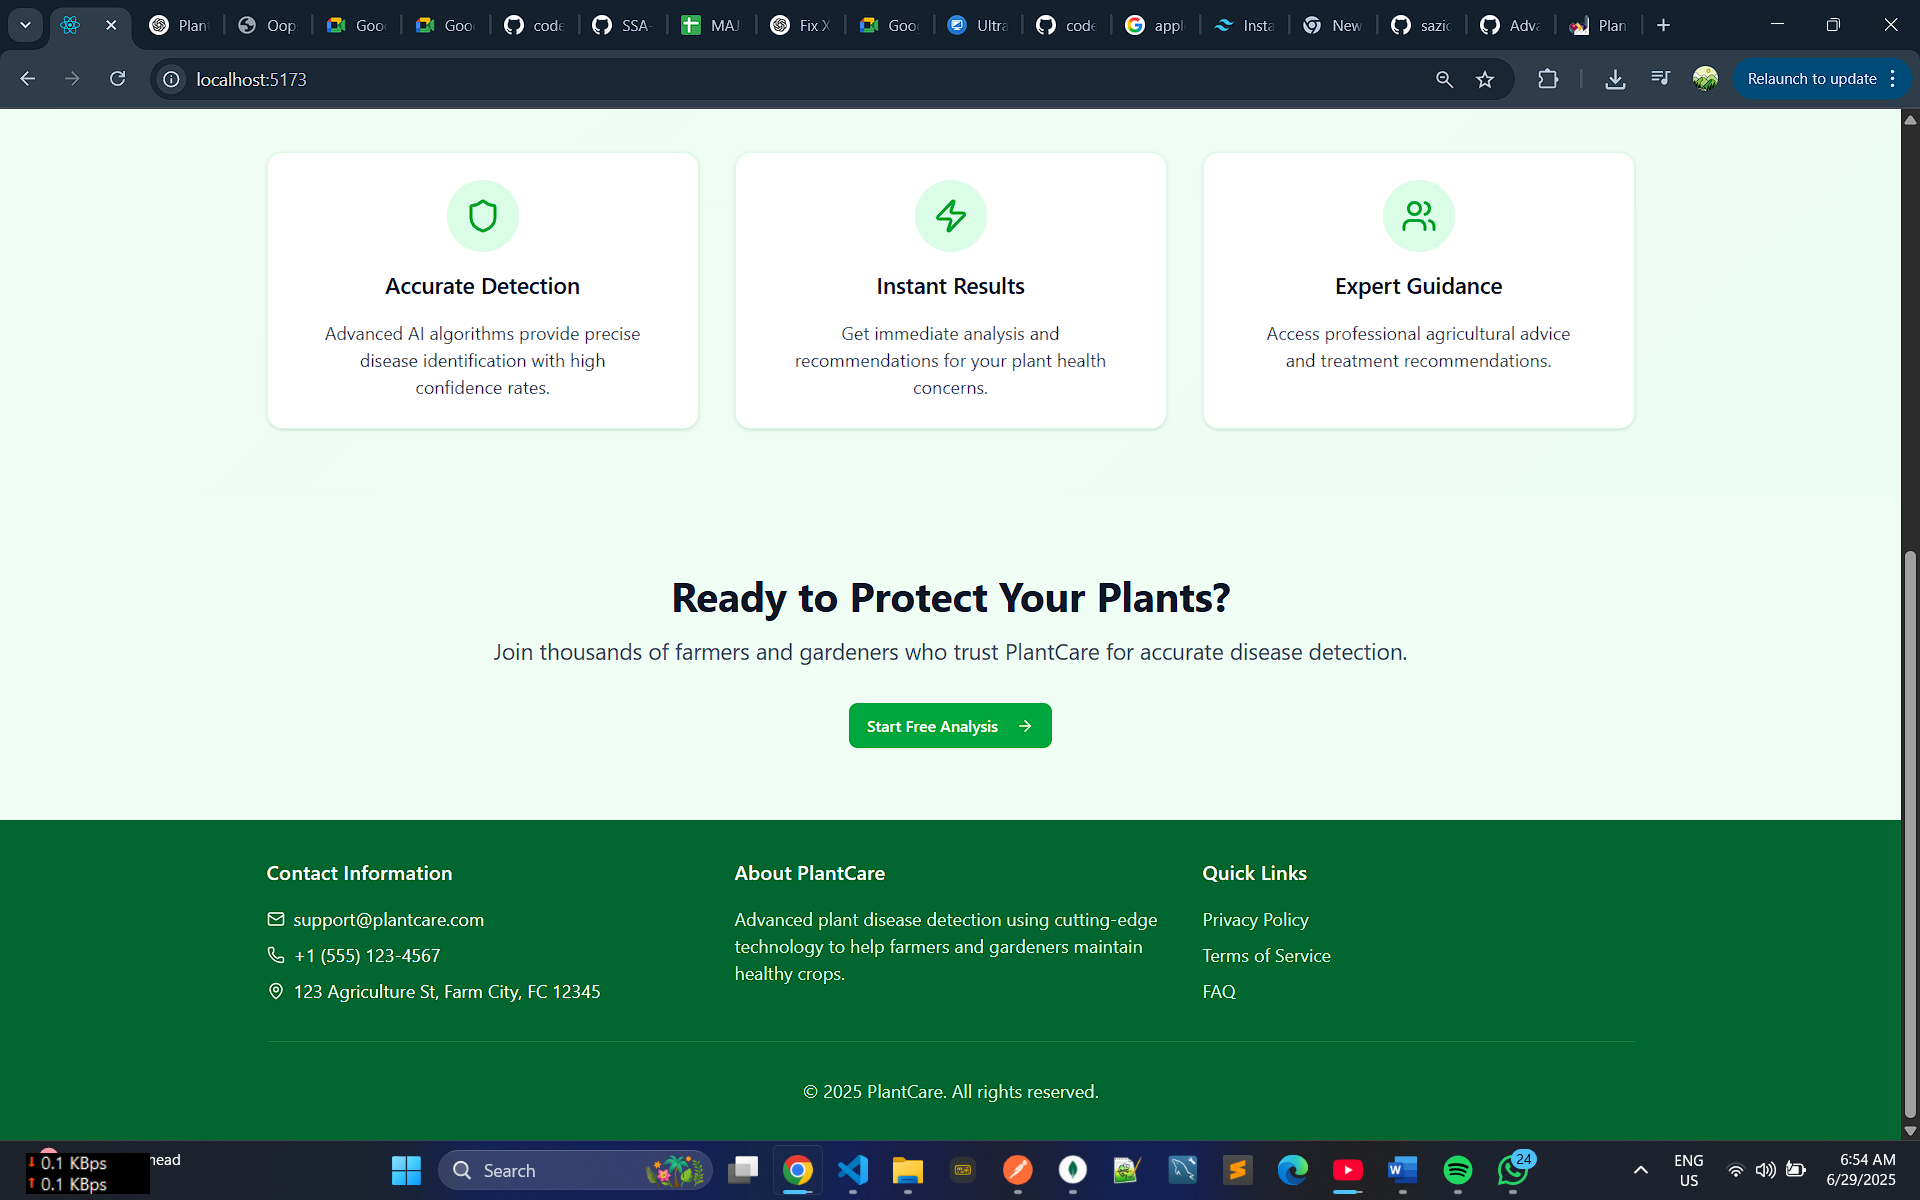 Plan
Oop
Goo
Goo
code
SSA-
MAJ
Fix X
Goo
Ultra
code
appl
Insta
New
sazic
Adva
Plan
localhost:5173
Relaunch to update
Accurate Detection
Advanced AI algorithms provide precise
disease identification with high
confidence rates.
Instant Results
Get immediate analysis and
recommendations for your plant health
concerns.
Expert Guidance
Access professional agricultural advice
and treatment recommendations.
Ready to Protect Your Plants?
Join thousands of farmers and gardeners who trust PlantCare for accurate disease detection.
Start Free Analysis
Contact Information
support@plantcare.com
+1 (555) 123-4567
123 Agriculture St, Farm City, FC 12345
About PlantCare
Advanced plant disease detection using cutting-edge
technology to help farmers and gardeners maintain
healthy crops.
Quick Links
Privacy Policy
Terms of Service
FAQ
© 2025 PlantCare. All rights reserved.
0.1 KBps
0.1 KBps
head
Search
24
ENG
US
6:54 AM
6/29/2025